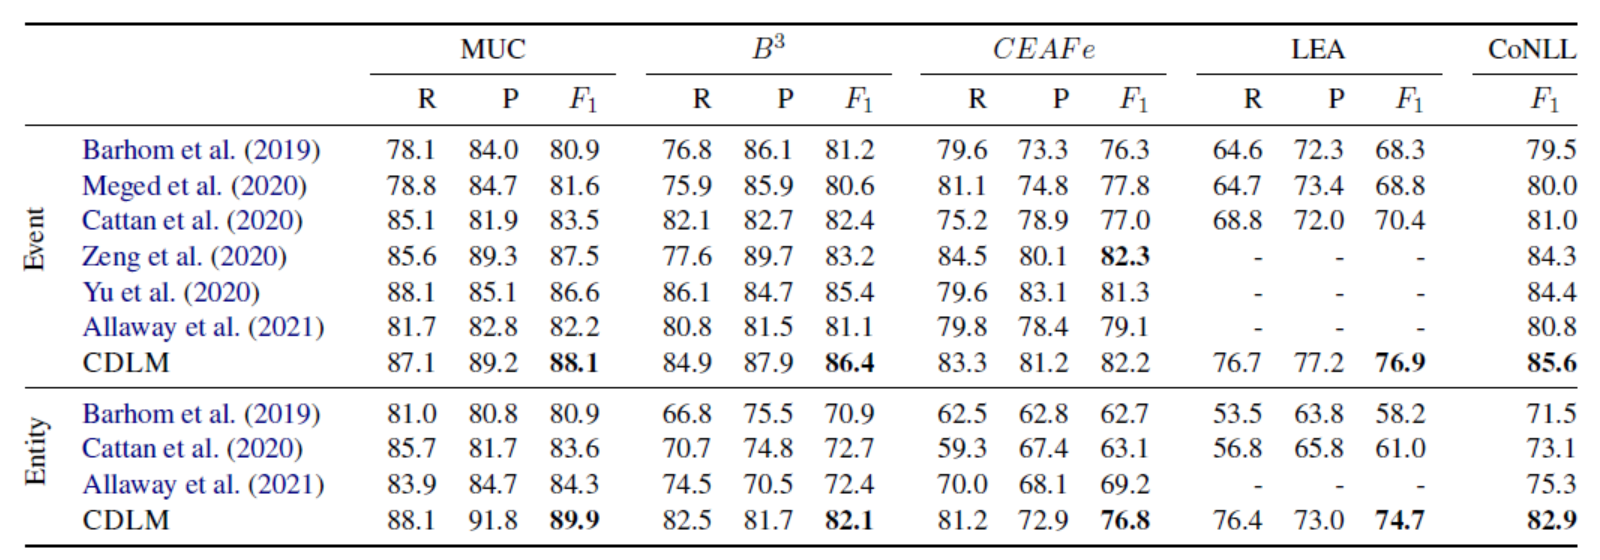 MUC B³ CEAFe LEA CoNLL
R P F₁ R P F₁ R P F₁ R P F₁ F₁
Event
Barhom et al. (2019) 78.1 84.0 80.9 76.8 86.1 81.2 79.6 73.3 76.3 64.6 72.3 68.3 79.5
Meged et al. (2020) 78.8 84.7 81.6 75.9 85.9 80.6 81.1 74.8 77.8 64.7 73.4 68.8 80.0
Cattan et al. (2020) 85.1 81.9 83.5 82.1 82.7 82.4 75.2 78.9 77.0 68.8 72.0 70.4 81.0
Zeng et al. (2020) 85.6 89.3 87.5 77.6 89.7 83.2 84.5 80.1 82.3 - - - 84.3
Yu et al. (2020) 88.1 85.1 86.6 86.1 84.7 85.4 79.6 83.1 81.3 - - - 84.4
Allaway et al. (2021) 81.7 82.8 82.2 80.8 81.5 81.1 79.8 78.4 79.1 - - - 80.8
CDLM 87.1 89.2 88.1 84.9 87.9 86.4 83.3 81.2 82.2 76.7 77.2 76.9 85.6
Entity
Barhom et al. (2019) 81.0 80.8 80.9 66.8 75.5 70.9 62.5 62.8 62.7 53.5 63.8 58.2 71.5
Cattan et al. (2020) 85.7 81.7 83.6 70.7 74.8 72.7 59.3 67.4 63.1 56.8 65.8 61.0 73.1
Allaway et al. (2021) 83.9 84.7 84.3 74.5 70.5 72.4 70.0 68.1 69.2 - - - 75.3
CDLM 88.1 91.8 89.9 82.5 81.7 82.1 81.2 72.9 76.8 76.4 73.0 74.7 82.9